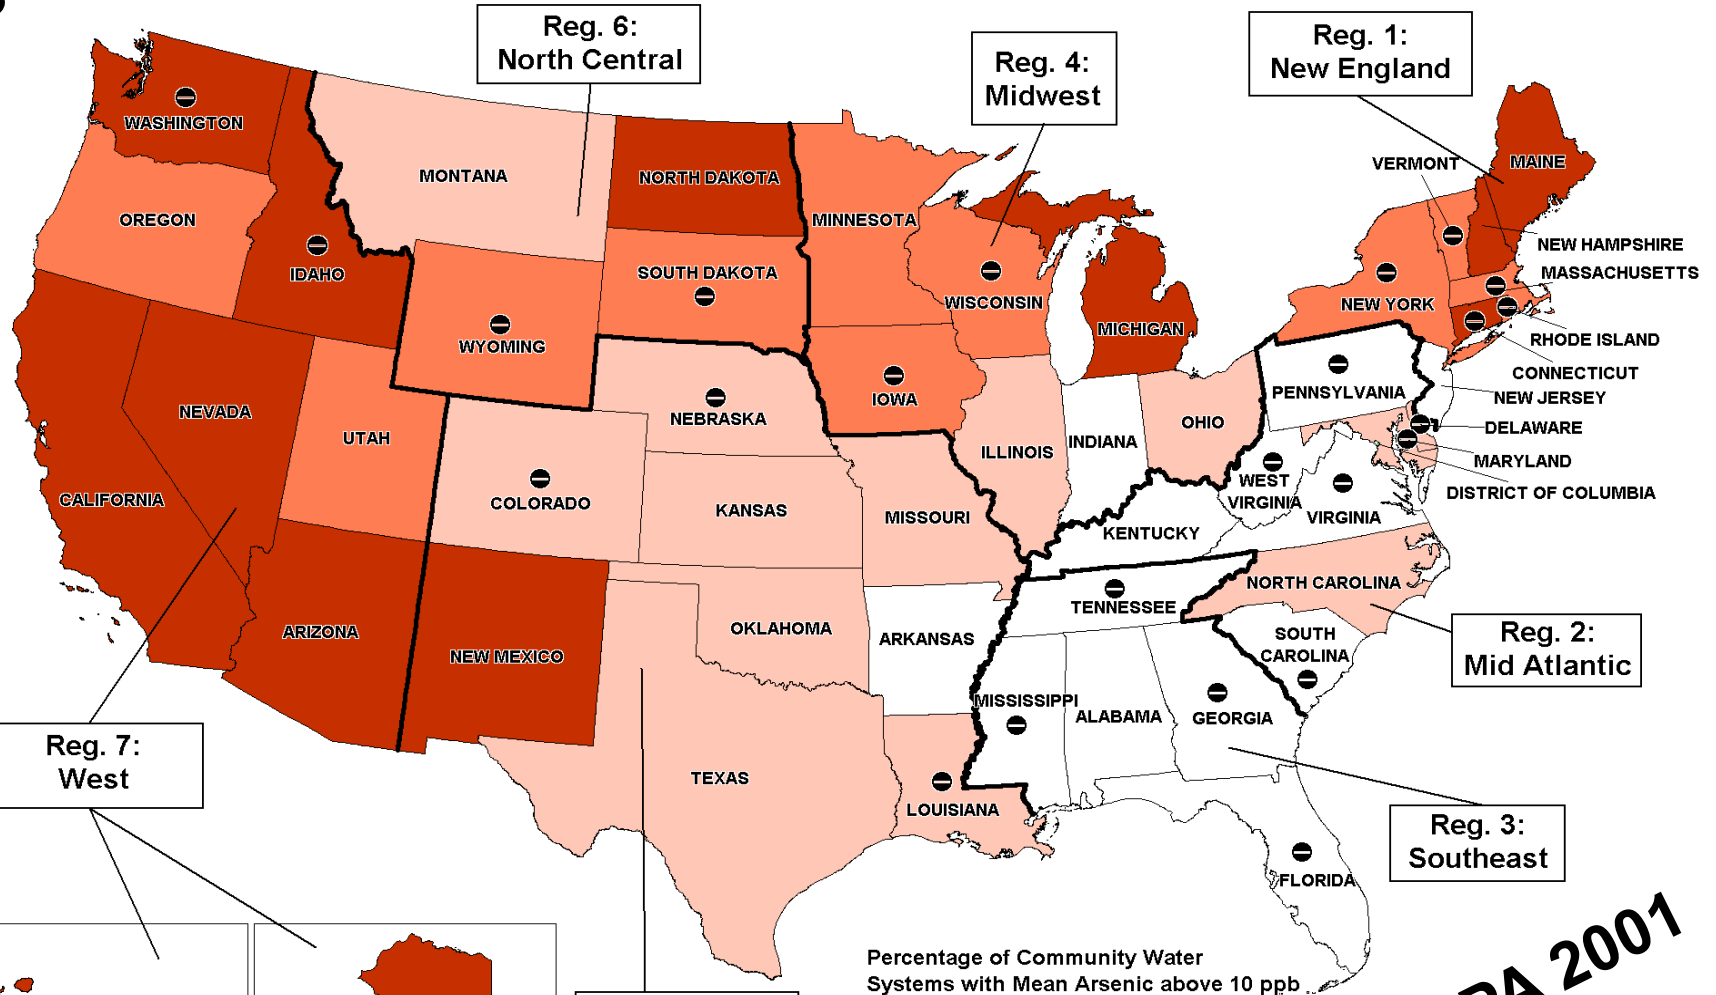 Reg. 6:
North Central
Reg. 4:
Midwest
Reg. 1:
New England
WASHINGTON
MONTANA
NORTH DAKOTA
MINNESOTA
VERMONT
MAINE
OREGON
IDAHO
SOUTH DAKOTA
WISCONSIN
NEW HAMPSHIRE
MASSACHUSETTS
NEW YORK
MICHIGAN
WYOMING
RHODE ISLAND
CONNECTICUT
NEW JERSEY
NEVADA
UTAH
NEBRASKA
IOWA
PENNSYLVANIA
OHIO
DELAWARE
ILLINOIS
INDIANA
MARYLAND
DISTRICT OF COLUMBIA
CALIFORNIA
COLORADO
KANSAS
MISSOURI
WEST
VIRGINIA
VIRGINIA
KENTUCKY
NORTH CAROLINA
TENNESSEE
ARIZONA
NEW MEXICO
OKLAHOMA
ARKANSAS
SOUTH
CAROLINA
Reg. 2:
Mid Atlantic
MISSISSIPPI
ALABAMA
GEORGIA
Reg. 7:
West
TEXAS
LOUISIANA
Reg. 3:
Southeast
FLORIDA
Percentage of Community Water
Systems with Mean Arsenic above 10 ppb
2001